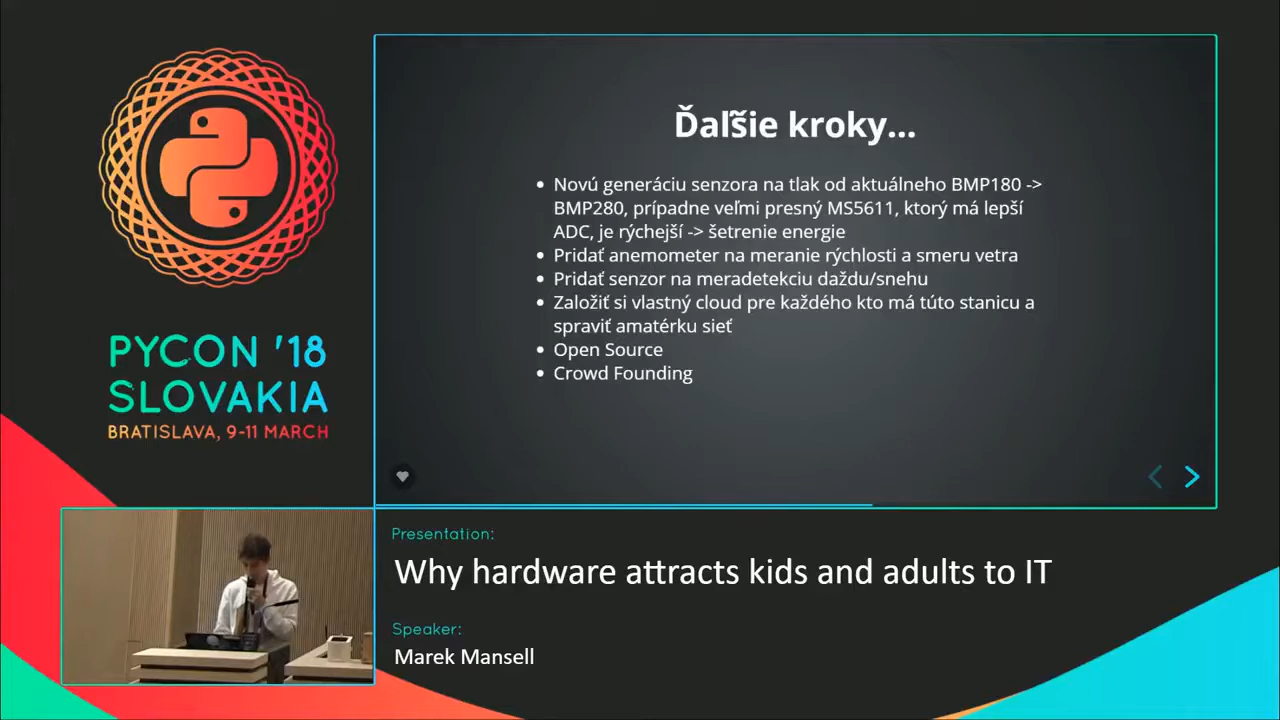 PYCON '18
SLOVAKIA
BRATISLAVA, 9-11 MARCH
Ďaľšie kroky...
Novú generáciu senzora na tlak od aktuálneho BMP180 ->
BMP280, prípadne veľmi presný MS5611, ktorý má lepší
ADC, je rýchejší -> šetrenie energie
Pridať anemometer na meranie rýchlosti a smeru vetra
Pridať senzor na meradetekciu daždu/snehu
Založiť si vlastný cloud pre každého kto má túto stanicu a
spraviť amatérku sieť
Open Source
Crowd Founding
Presentation:
Why hardware attracts kids and adults to IT
Speaker:
Marek Mansell